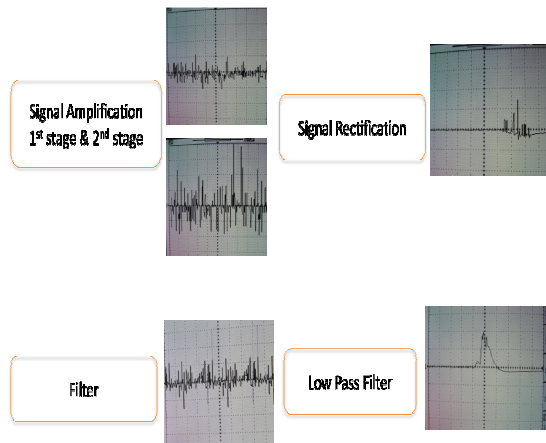 Signal Amplification
1st stage & 2nd stage
Signal Rectification
Filter
Low Pass Filter